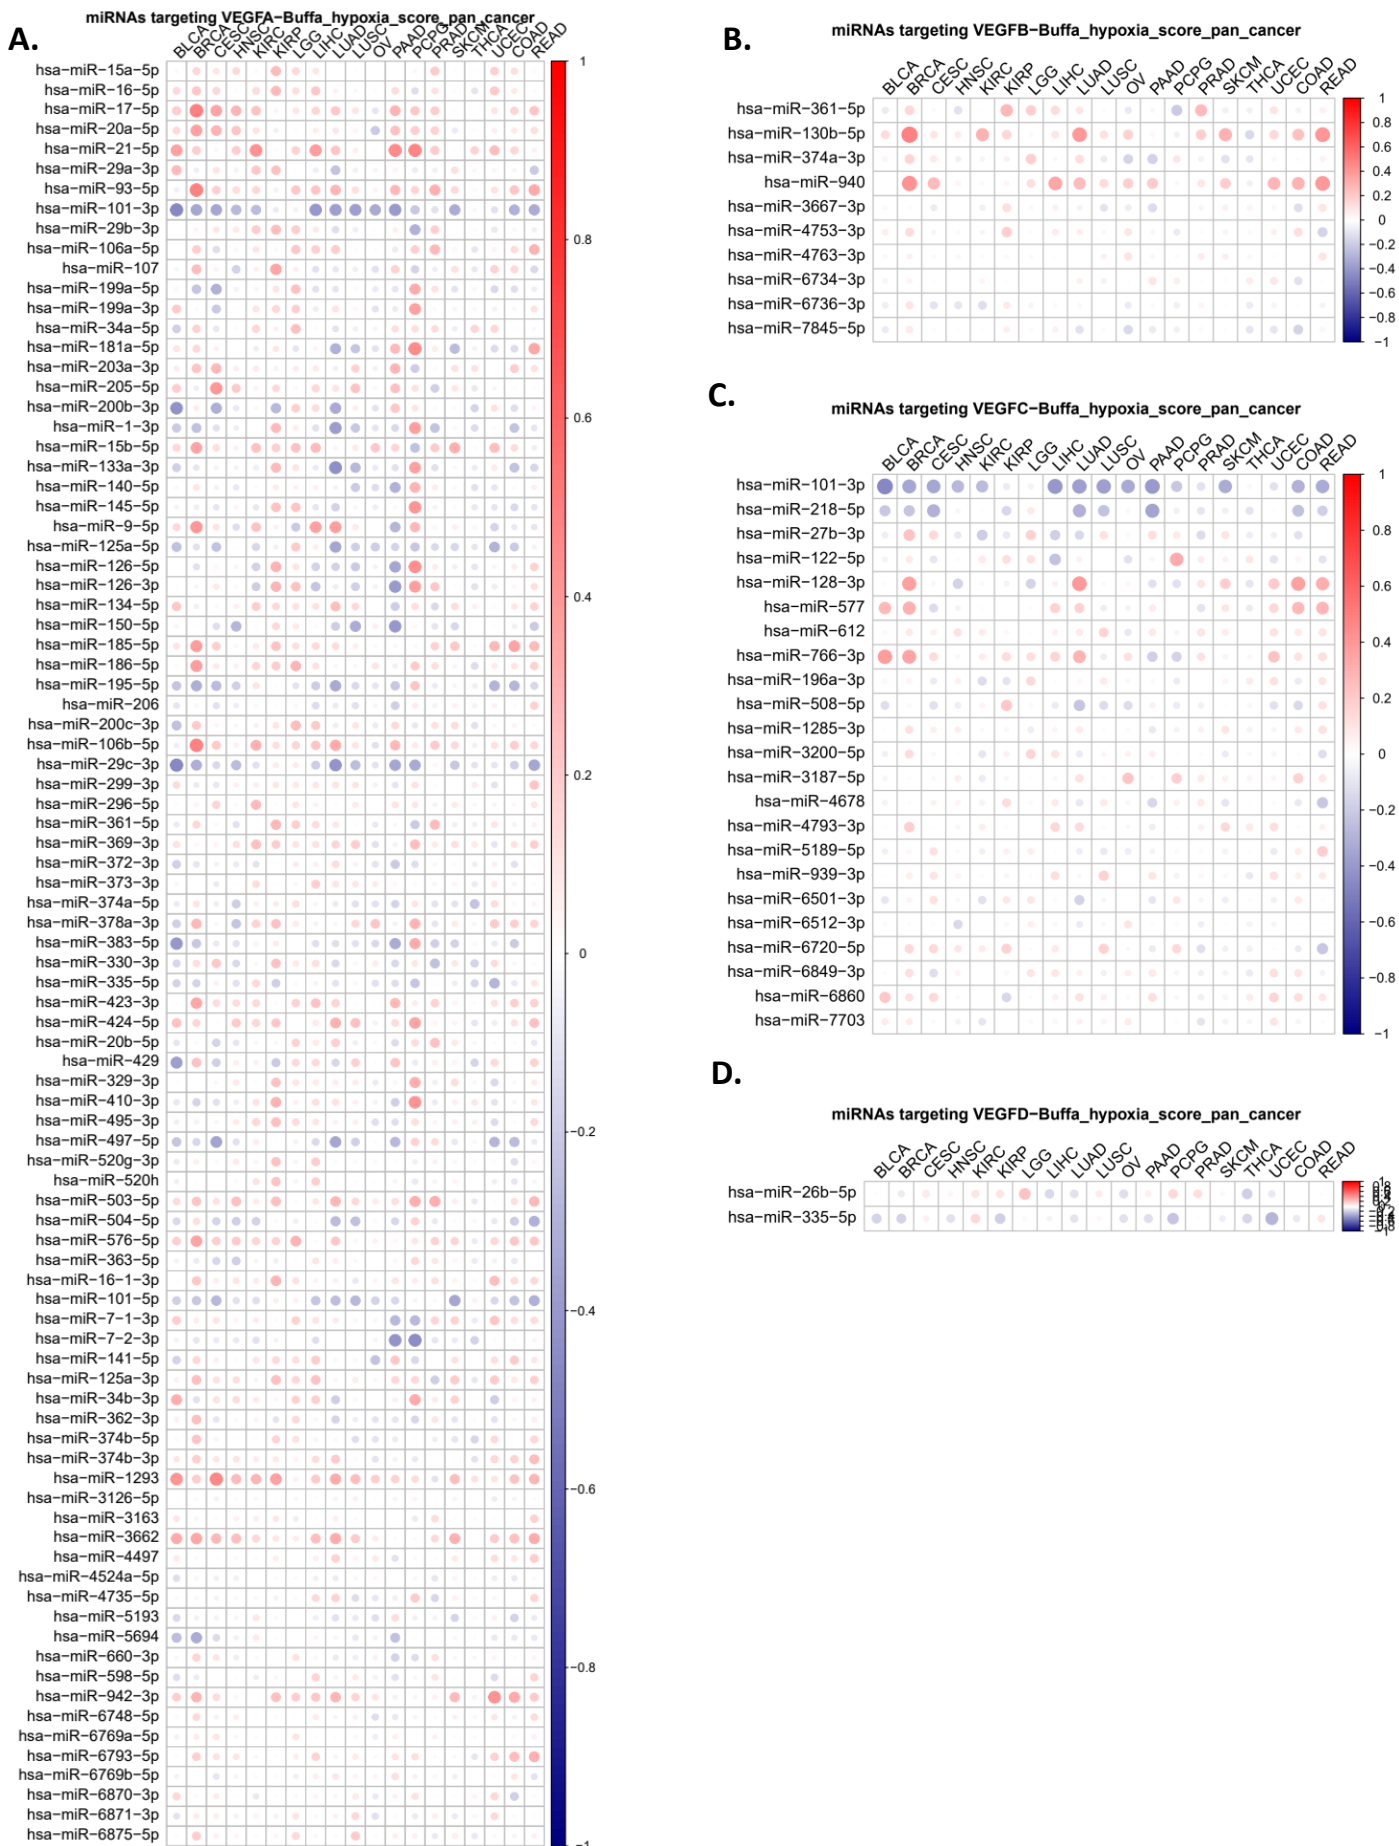 A.
miRNAs targeting VEGFA−Buffa_hypoxia_score_pan_cancer
BLCA BRCA CESC HNSC KIRC KIRP LGG LIHC LUAD LUSC OV PAAD PCPG PRAD SKCM THCA UCEC COAD READ
hsa−miR−15a−5p
hsa−miR−16−5p
hsa−miR−17−5p
hsa−miR−20a−5p
hsa−miR−21−5p
hsa−miR−29a−3p
hsa−miR−93−5p
hsa−miR−101−3p
hsa−miR−29b−3p
hsa−miR−106a−5p
hsa−miR−107
hsa−miR−199a−5p
hsa−miR−199a−3p
hsa−miR−34a−5p
hsa−miR−181a−5p
hsa−miR−203a−3p
hsa−miR−205−5p
hsa−miR−200b−3p
hsa−miR−1−3p
hsa−miR−15b−5p
hsa−miR−133a−3p
hsa−miR−140−5p
hsa−miR−145−5p
hsa−miR−9−5p
hsa−miR−125a−5p
hsa−miR−126−5p
hsa−miR−126−3p
hsa−miR−134−5p
hsa−miR−150−5p
hsa−miR−185−5p
hsa−miR−186−5p
hsa−miR−195−5p
hsa−miR−206
hsa−miR−200c−3p
hsa−miR−106b−5p
hsa−miR−29c−3p
hsa−miR−299−3p
hsa−miR−296−5p
hsa−miR−361−5p
hsa−miR−369−3p
hsa−miR−372−3p
hsa−miR−373−3p
hsa−miR−374a−5p
hsa−miR−378a−3p
hsa−miR−383−5p
hsa−miR−330−3p
hsa−miR−335−5p
hsa−miR−423−3p
hsa−miR−424−5p
hsa−miR−20b−5p
hsa−miR−429
hsa−miR−329−3p
hsa−miR−410−3p
hsa−miR−495−3p
hsa−miR−497−5p
hsa−miR−520g−3p
hsa−miR−520h
hsa−miR−503−5p
hsa−miR−504−5p
hsa−miR−576−5p
hsa−miR−363−5p
hsa−miR−16−1−3p
hsa−miR−101−5p
hsa−miR−7−1−3p
hsa−miR−7−2−3p
hsa−miR−141−5p
hsa−miR−125a−3p
hsa−miR−34b−3p
hsa−miR−362−3p
hsa−miR−374b−5p
hsa−miR−374b−3p
hsa−miR−1293
hsa−miR−3126−5p
hsa−miR−3163
hsa−miR−3662
hsa−miR−4497
hsa−miR−4524a−5p
hsa−miR−4735−5p
hsa−miR−5193
hsa−miR−5694
hsa−miR−660−3p
hsa−miR−598−5p
hsa−miR−942−3p
hsa−miR−6748−5p
hsa−miR−6769a−5p
hsa−miR−6793−5p
hsa−miR−6769b−5p
hsa−miR−6870−3p
hsa−miR−6871−3p
hsa−miR−6875−5p
1
0.8
0.6
0.4
0.2
0
−0.2
−0.4
−0.6
−0.8
−1
B.
miRNAs targeting VEGFB−Buffa_hypoxia_score_pan_cancer
BLCA BRCA CESC HNSC KIRC KIRP LGG LIHC LUAD LUSC OV PAAD PCPG PRAD SKCM THCA UCEC COAD READ
hsa−miR−361−5p
hsa−miR−130b−5p
hsa−miR−374a−3p
hsa−miR−940
hsa−miR−3667−3p
hsa−miR−4753−3p
hsa−miR−4763−3p
hsa−miR−6734−3p
hsa−miR−6736−3p
hsa−miR−7845−5p
1
0.8
0.6
0.4
0.2
0
−0.2
−0.4
−0.6
−0.8
−1
C.
miRNAs targeting VEGFC−Buffa_hypoxia_score_pan_cancer
BLCA BRCA CESC HNSC KIRC KIRP LGG LIHC LUAD LUSC OV PAAD PCPG PRAD SKCM THCA UCEC COAD READ
hsa−miR−101−3p
hsa−miR−218−5p
hsa−miR−27b−3p
hsa−miR−122−5p
hsa−miR−128−3p
hsa−miR−577
hsa−miR−612
hsa−miR−766−3p
hsa−miR−196a−3p
hsa−miR−508−5p
hsa−miR−1285−3p
hsa−miR−3200−5p
hsa−miR−3187−5p
hsa−miR−4678
hsa−miR−4793−3p
hsa−miR−5189−5p
hsa−miR−939−3p
hsa−miR−6501−3p
hsa−miR−6512−3p
hsa−miR−6720−5p
hsa−miR−6849−3p
hsa−miR−6860
hsa−miR−7703
1
0.8
0.6
0.4
0.2
0
−0.2
−0.4
−0.6
−0.8
−1
D.
miRNAs targeting VEGFD−Buffa_hypoxia_score_pan_cancer
BLCA BRCA CESC HNSC KIRC KIRP LGG LIHC LUAD LUSC OV PAAD PCPG PRAD SKCM THCA UCEC COAD READ
hsa−miR−26b−5p
hsa−miR−335−5p